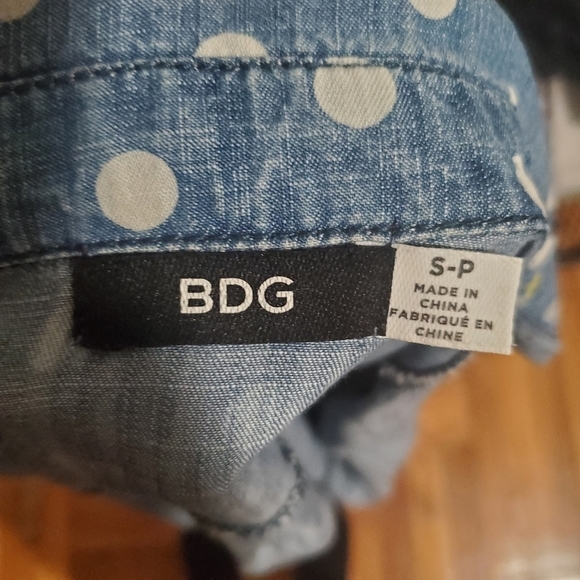 BDG
S-P
MADE IN
CHINA
FABRIQUÉ EN
CHINE